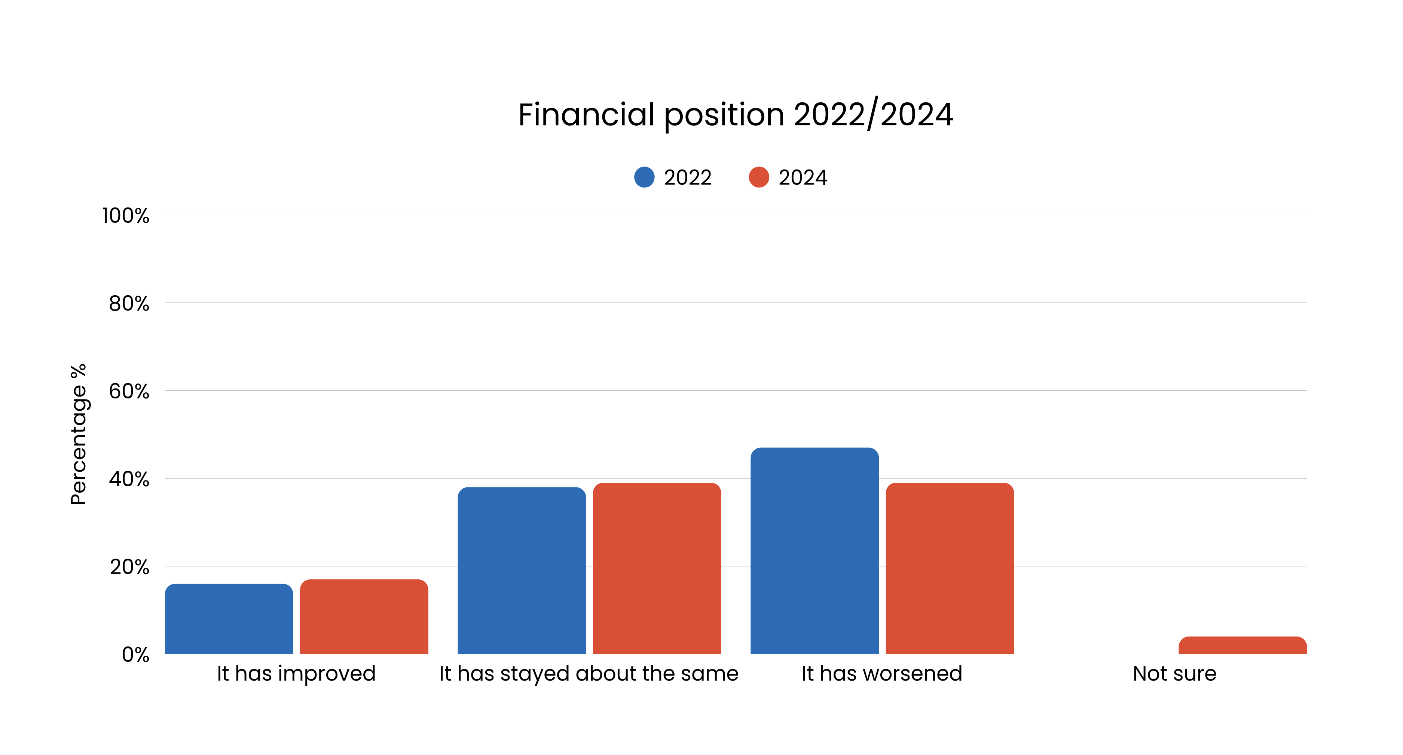 Financial position 2022/2024
2022 2024
100%
80%
60%
40%
20%
0%
Percentage %
It has improved It has stayed about the same It has worsened Not sure